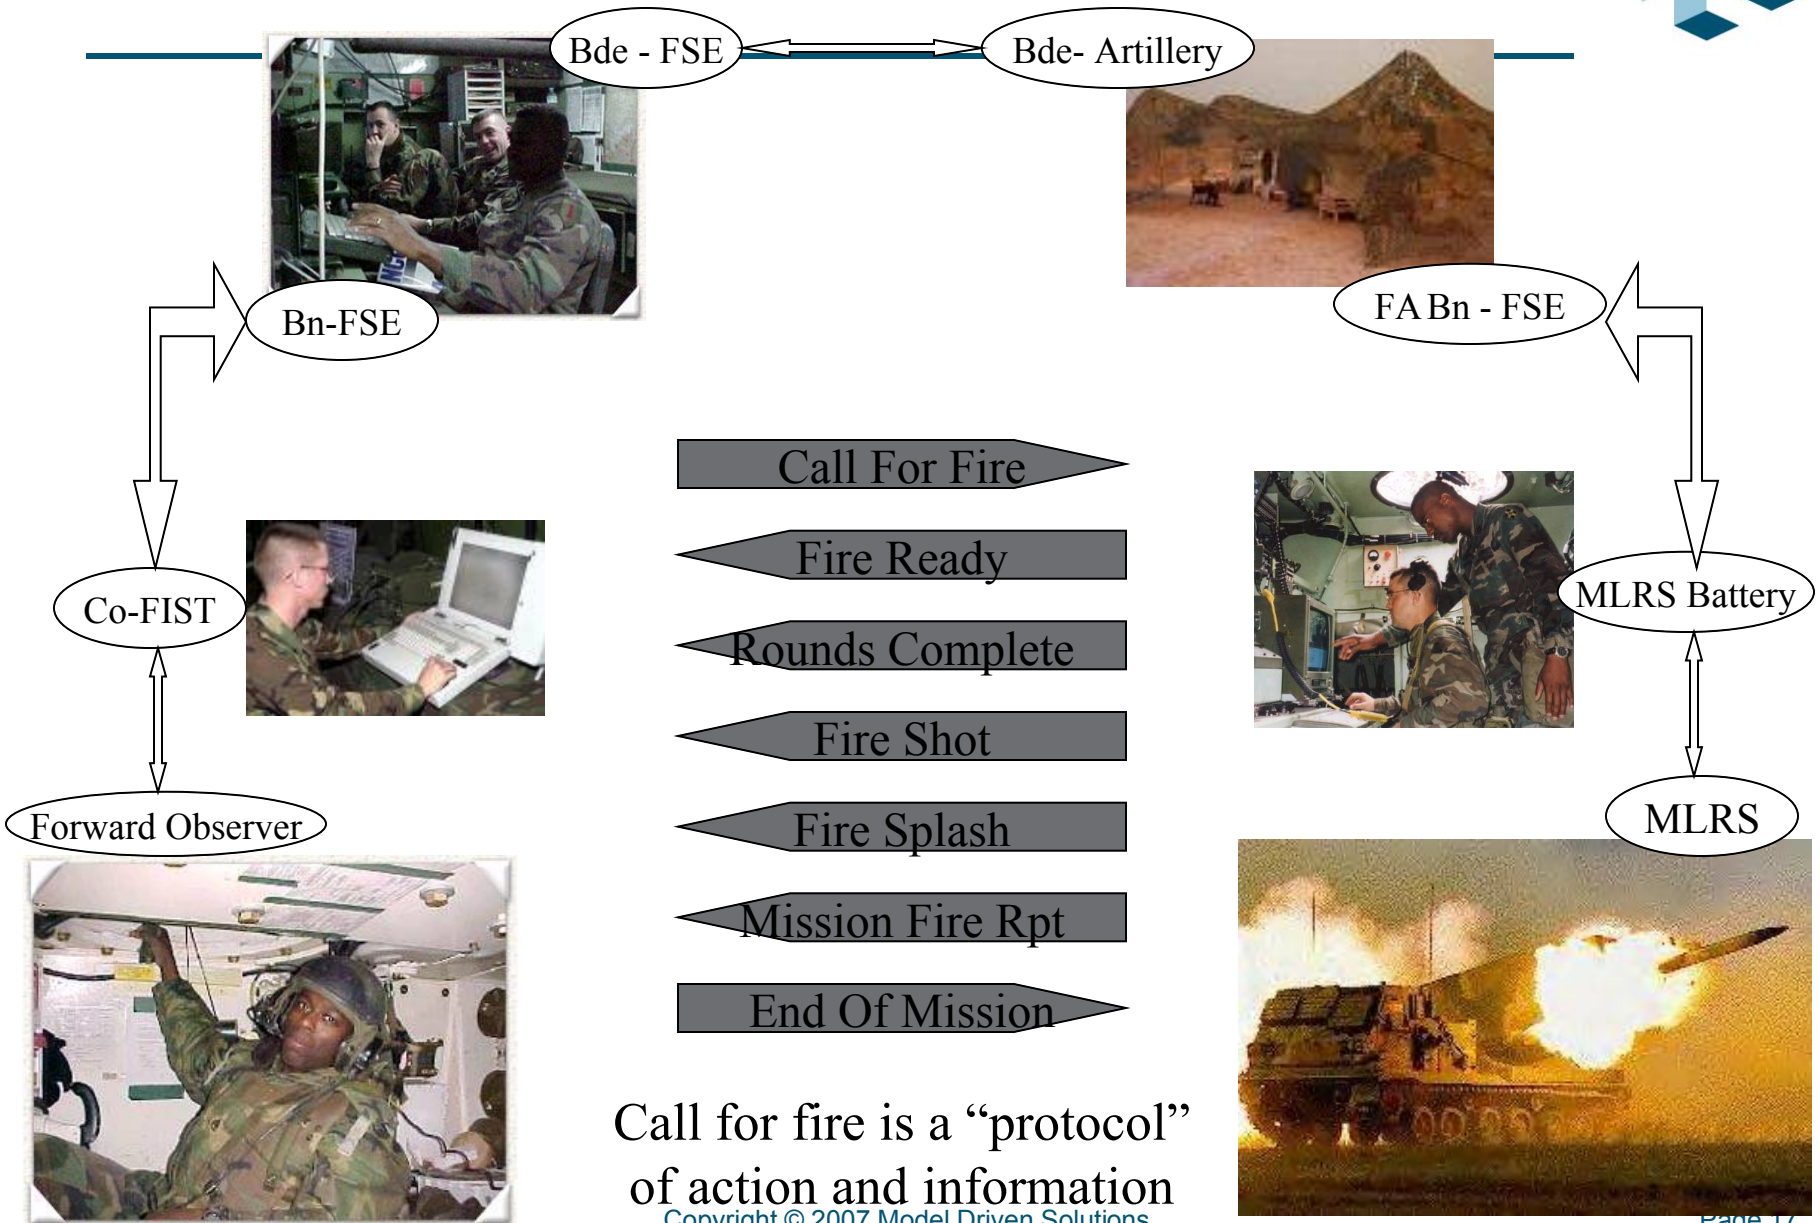 Bde - FSE
Bde- Artillery
Bn-FSE
FA Bn - FSE
Call For Fire
Fire Ready
Co-FIST
MLRS Battery
Rounds Complete
Fire Shot
Forward Observer
Fire Splash
MLRS
Mission Fire Rpt
End Of Mission
Call for fire is a “protocol”
of action and information
Copyright © 2007 Model Driven Solutions
Page 17